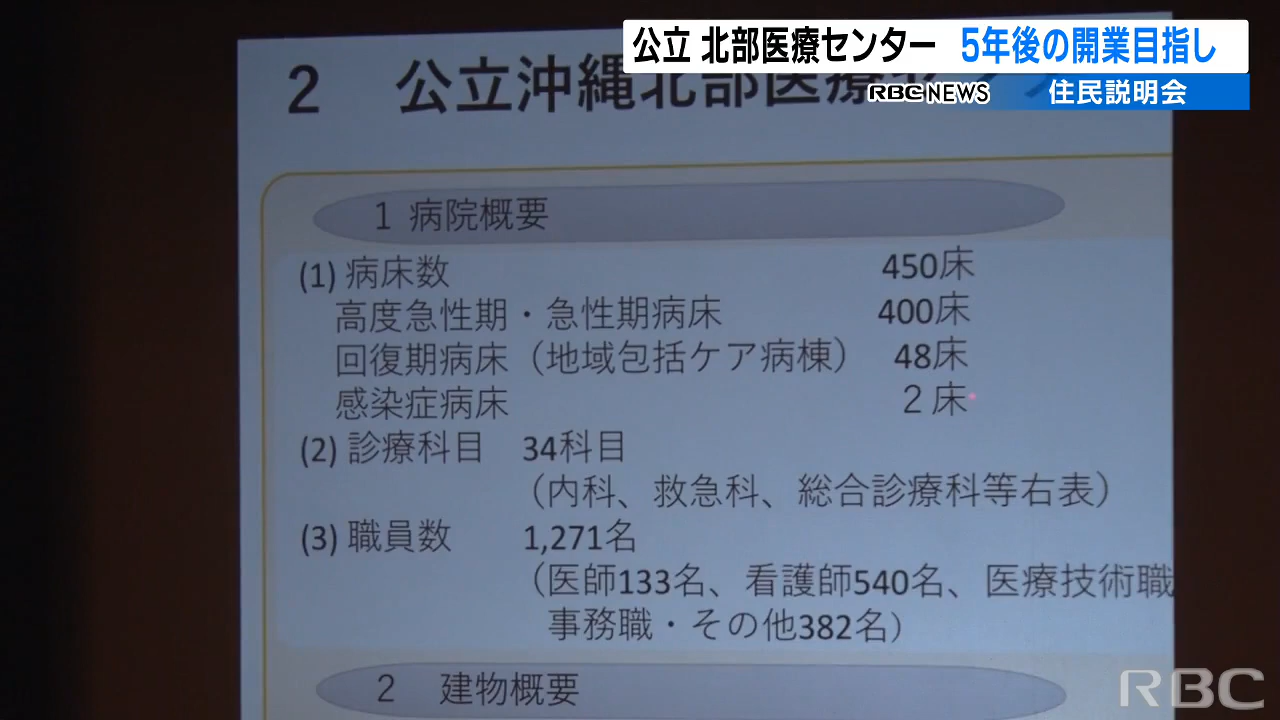 公立 北部医療センター 5年後の開業目指し
RBC NEWS 住民説明会
2 公立沖縄北部医療セ
1 病院概要
(1) 病床数 450床
高度急性期・急性期病床 400床
回復期病床（地域包括ケア病棟） 48床
感染症病床 2床
(2) 診療科目 34科目
（内科、救急科、総合診療科等右表）
(3) 職員数 1,271名
（医師133名、看護師540名、医療技術職
事務職・その他382名）
2 建物概要
RBC